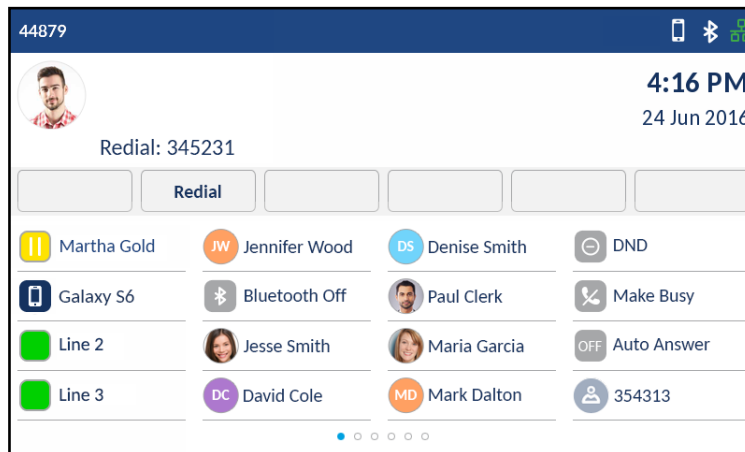 44879
4:16 PM
24 Jun 2016
Redial: 345231
Redial
Martha Gold
JW Jennifer Wood
DS Denise Smith
DND
Galaxy S6
Bluetooth Off
Paul Clerk
Make Busy
Line 2
Jesse Smith
Maria Garcia
OFF Auto Answer
Line 3
DC David Cole
MD Mark Dalton
354313